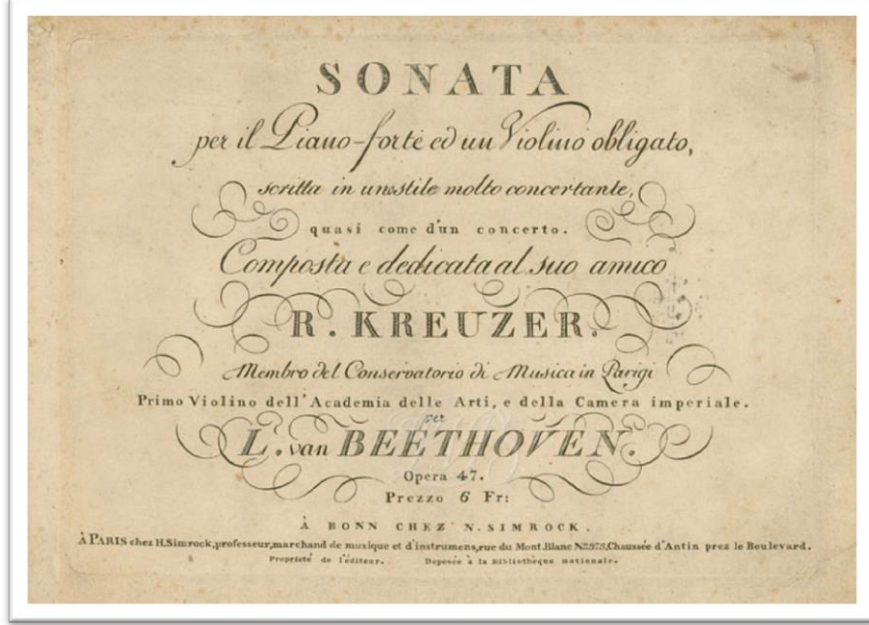 SONATA
per il Piano-forte ed un Violino obligato,
scritta in uno stile molto concertante,
quasi come d'un concerto.
Composta e dedicata al suo amico
R. KREUZER.
Membro del Conservatorio di Musica in Parigi
Primo Violino dell'Academia delle Arti, e della Camera imperiale.
per
L. van BEETHOVEN.
Opera 47.
Prezzo 6 Fr:
À BONN CHEZ N. SIMROCK.
à PARIS chez H. Simrock, professeur, marchand de musique et d'instrumens, rue du Mont Blanc Nº 373, Chaussée d'Antin prez le Boulevard.
Propriété de l'éditeur. Deposée à la Bibliothèque nationale.